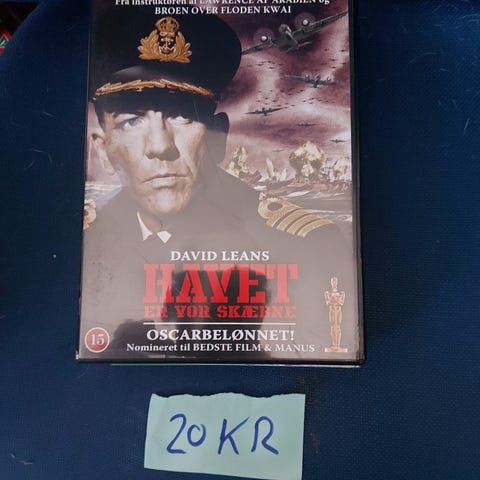 Fra instruktøren af LAWRENCE AF ARABIEN og
BROEN OVER FLODEN KWAI
DAVID LEANS
HAVET
ER VOR SKÆBNE
OSCARBELØNNET!
Nomineret til BEDSTE FILM & MANUS
15
20 KR